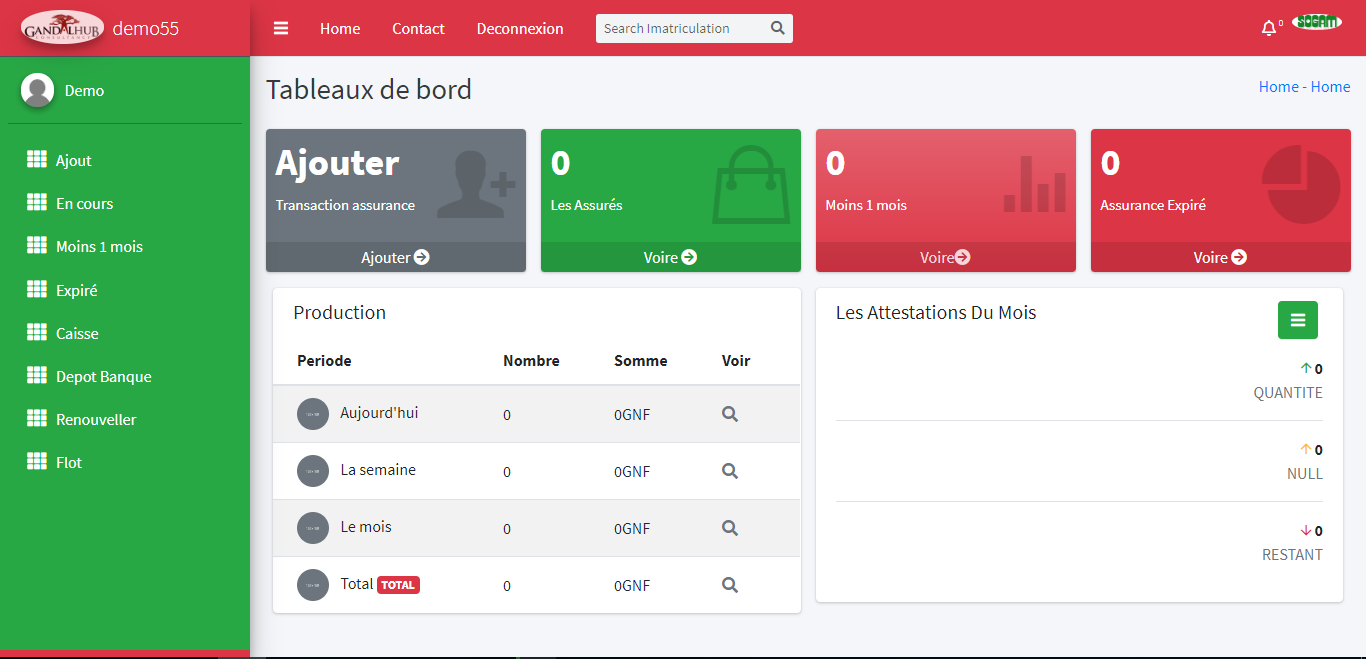 GANDALHUB
CONSULTANCE
demo55
Home Contact Deconnexion Search Imatriculation 0 SOGAM
Demo
Ajout
En cours
Moins 1 mois
Expiré
Caisse
Depot Banque
Renouveller
Flot
Tableaux de bord
Home - Home
Ajouter
Transaction assurance
Ajouter
0
Les Assurés
Voire
0
Moins 1 mois
Voire
0
Assurance Expiré
Voire
Production
Periode Nombre Somme Voir
Aujourd'hui 0 0GNF
La semaine 0 0GNF
Le mois 0 0GNF
Total TOTAL 0 0GNF
Les Attestations Du Mois
0
QUANTITE
0
NULL
0
RESTANT